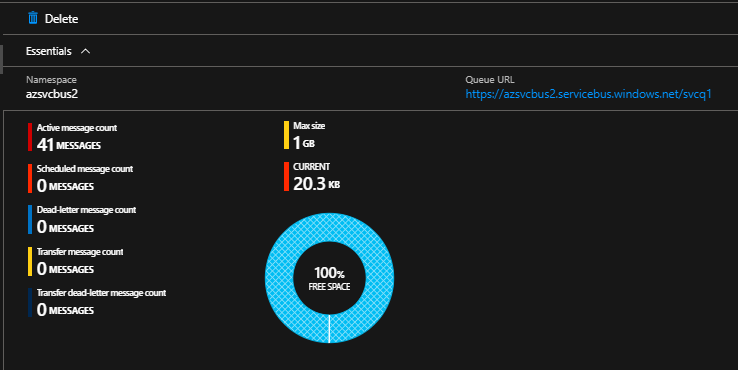 Delete
Essentials
Namespace
azsvcbus2
Queue URL
https://azsvcbus2.servicebus.windows.net/svcq1
Active message count
41 MESSAGES
Scheduled message count
0 MESSAGES
Dead-letter message count
0 MESSAGES
Transfer message count
0 MESSAGES
Transfer dead-letter message count
0 MESSAGES
Max size
1 GB
CURRENT
20.3 KB
100%
FREE SPACE